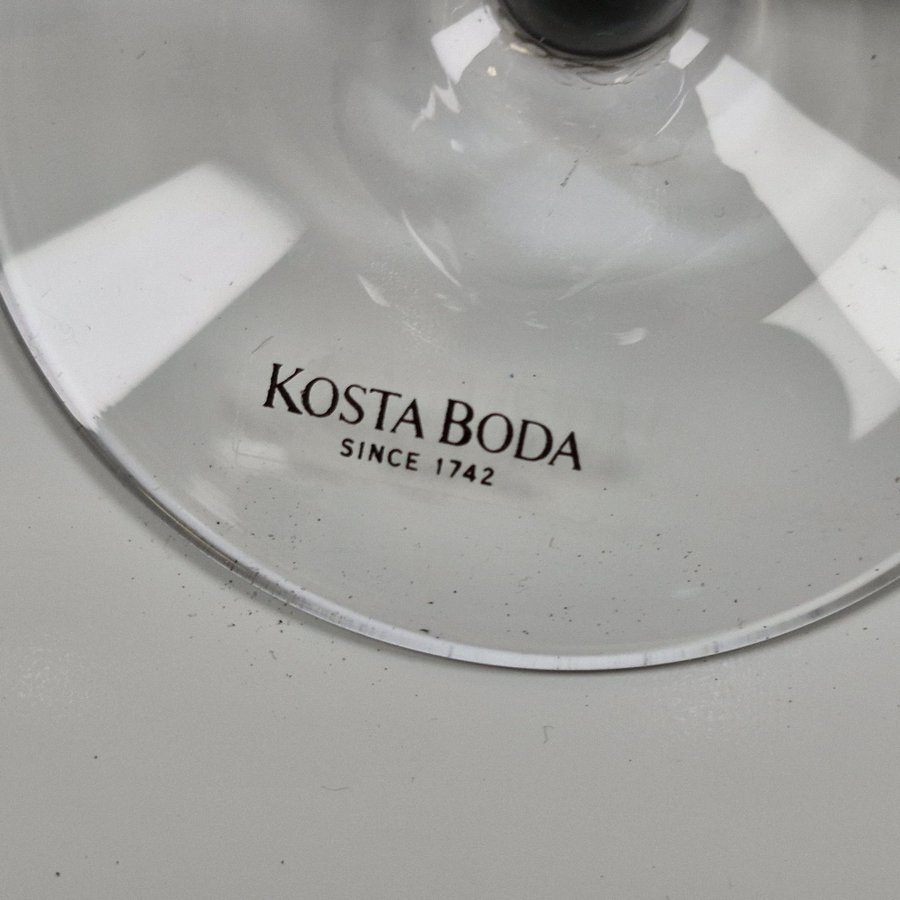 KOSTA BODA
SINCE 1742